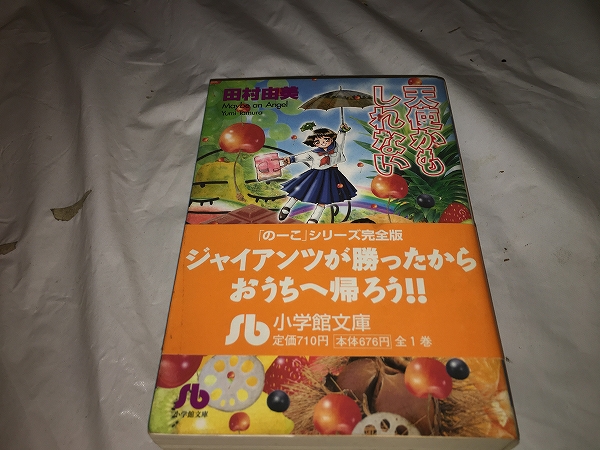 田村由美
Maybe an Angel
Yumi Tamura
天使かも
しれない
「のーこ」シリーズ完全版
ジャイアンツが勝ったから
おうちへ帰ろう!!
Sb 小学館文庫
定価710円 本体676円 全1巻
Sb
小学館文庫